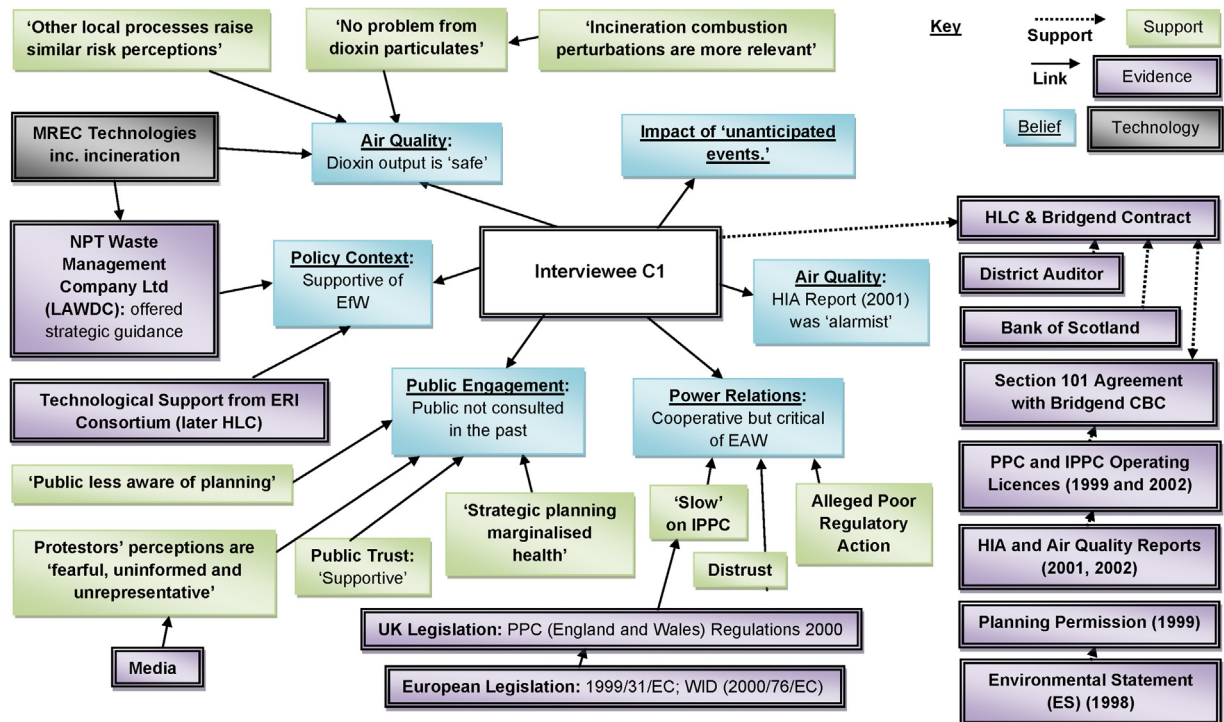 ‘Other local processes raise
similar risk perceptions’
‘No problem from
dioxin particulates’
‘Incineration combustion
perturbations are more relevant’
Key
Support
Support
Link
Evidence
Belief
Technology
MREC Technologies
inc. incineration
Air Quality:
Dioxin output is ‘safe’
Impact of ‘unanticipated
events.’
NPT Waste
Management
Company Ltd
(LAWDC): offered
strategic guidance
Policy Context:
Supportive of
EfW
Interviewee C1
Air Quality:
HIA Report (2001)
was ‘alarmist’
HLC & Bridgend Contract
District Auditor
Bank of Scotland
Technological Support from ERI
Consortium (later HLC)
Public Engagement:
Public not consulted
in the past
Power Relations:
Cooperative but critical
of EAW
Section 101 Agreement
with Bridgend CBC
‘Public less aware of planning’
Protestors’ perceptions are
‘fearful, uninformed and
unrepresentative’
Public Trust:
‘Supportive’
‘Strategic planning
marginalised
health’
‘Slow’
on IPPC
Distrust
Alleged Poor
Regulatory
Action
PPC and IPPC Operating
Licences (1999 and 2002)
HIA and Air Quality Reports
(2001, 2002)
Media
UK Legislation: PPC (England and Wales) Regulations 2000
European Legislation: 1999/31/EC; WID (2000/76/EC)
Planning Permission (1999)
Environmental Statement
(ES) (1998)